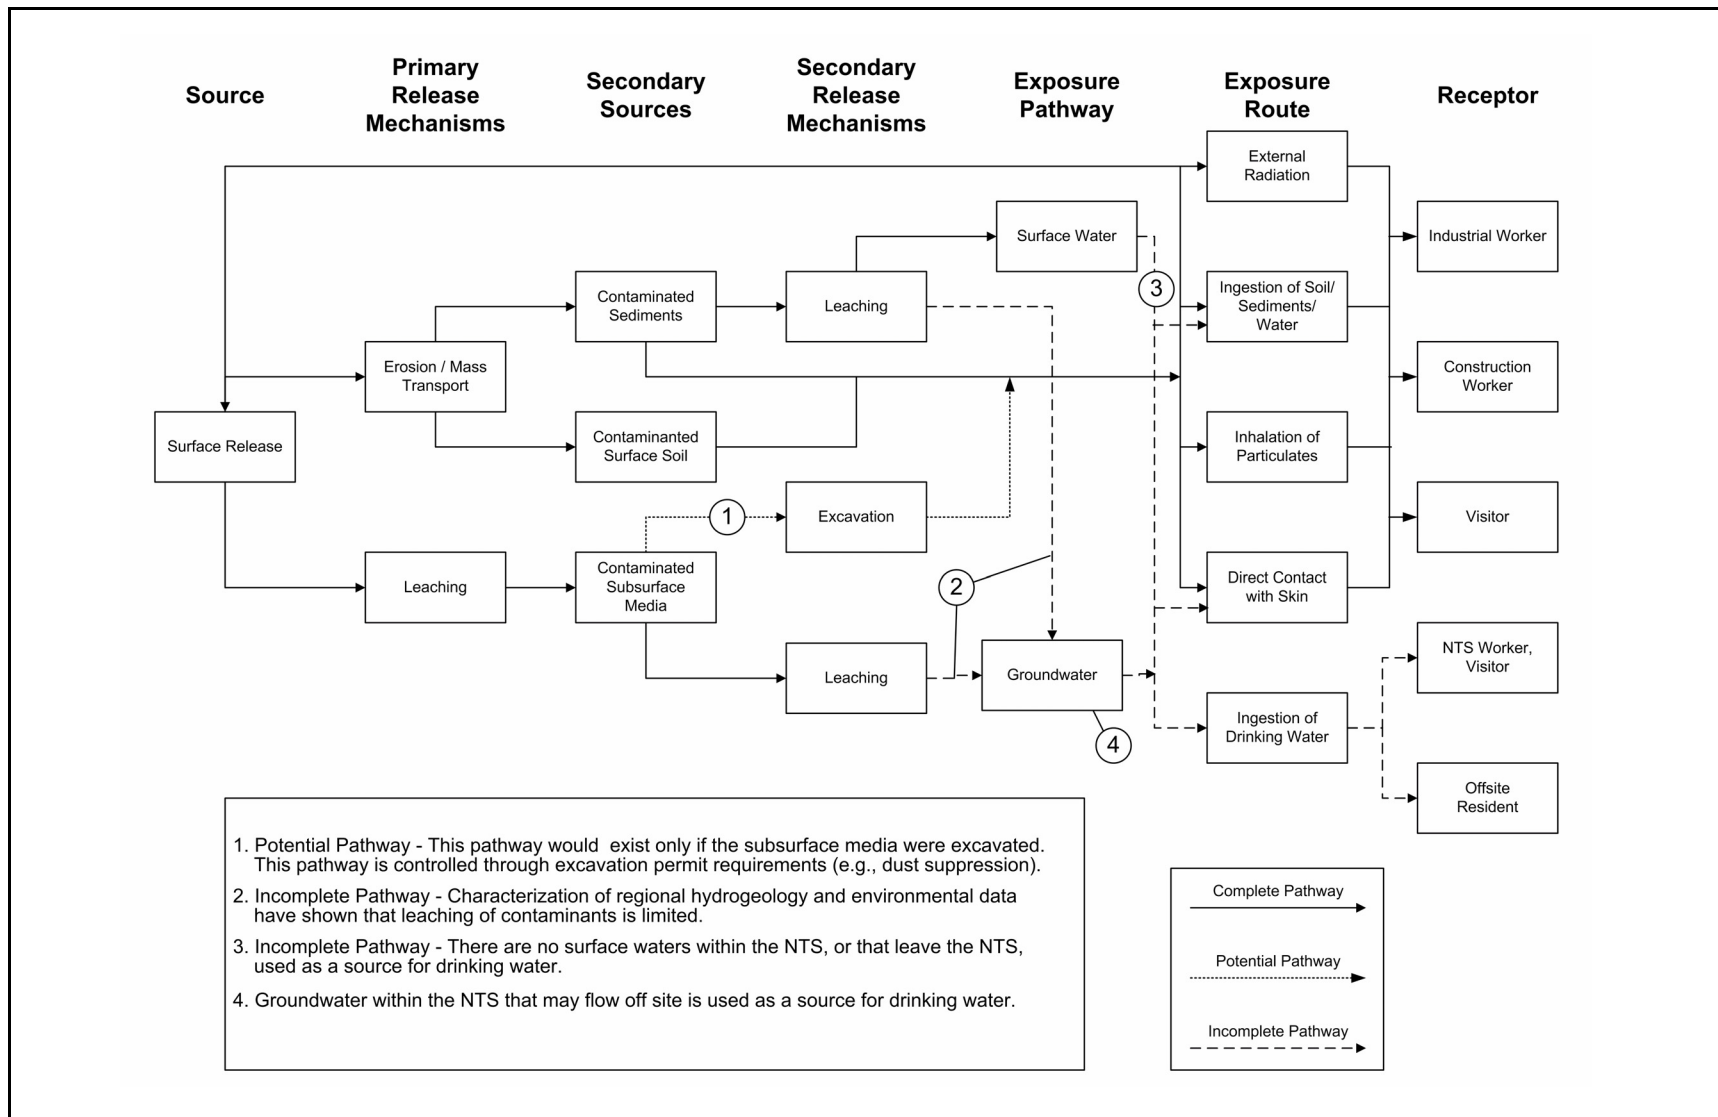 Source
Primary
Release
Mechanisms
Secondary
Sources
Secondary
Release
Mechanisms
Exposure
Pathway
Exposure
Route
Receptor
External
Radiation
Surface Water
Industrial Worker
Contaminated
Sediments
Leaching
3
Ingestion of Soil/
Sediments/
Water
Erosion / Mass
Transport
Construction
Worker
Surface Release
Contaminanted
Surface Soil
Inhalation of
Particulates
1
Excavation
Visitor
Leaching
Contaminated
Subsurface
Media
2
Direct Contact
with Skin
Leaching
Groundwater
NTS Worker,
Visitor
4
Ingestion of
Drinking Water
Offsite
Resident
1. Potential Pathway - This pathway would exist only if the subsurface media were excavated.
This pathway is controlled through excavation permit requirements (e.g., dust suppression).
2. Incomplete Pathway - Characterization of regional hydrogeology and environmental data
have shown that leaching of contaminants is limited.
3. Incomplete Pathway - There are no surface waters within the NTS, or that leave the NTS,
used as a source for drinking water.
4. Groundwater within the NTS that may flow off site is used as a source for drinking water.
Complete Pathway
Potential Pathway
Incomplete Pathway